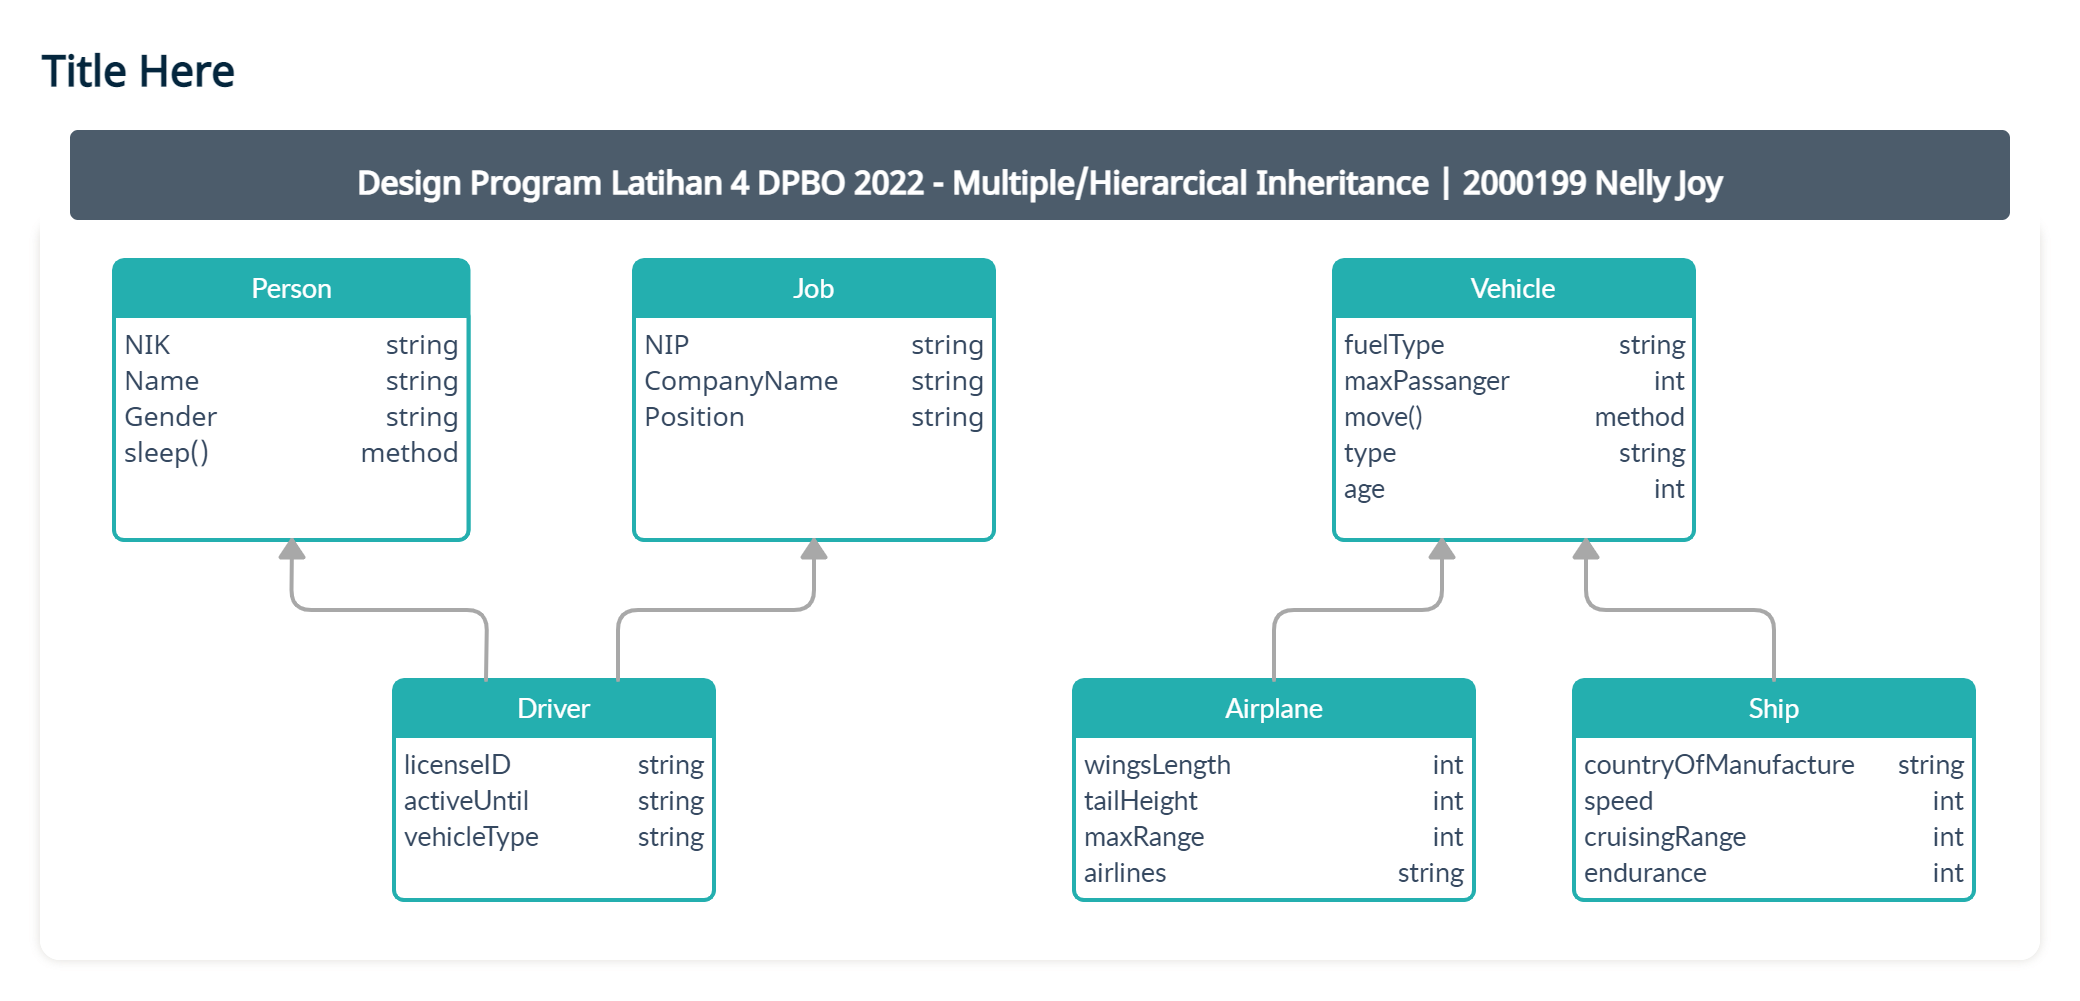 Title Here
Design Program Latihan 4 DPBO 2022 - Multiple/Hierarcical Inheritance | 2000199 Nelly Joy
Person
NIK string
Name string
Gender string
sleep() method
Job
NIP string
CompanyName string
Position string
Vehicle
fuelType string
maxPassanger int
move() method
type string
age int
Driver
licenseID string
activeUntil string
vehicleType string
Airplane
wingsLength int
tailHeight int
maxRange int
airlines string
Ship
countryOfManufacture string
speed int
cruisingRange int
endurance int